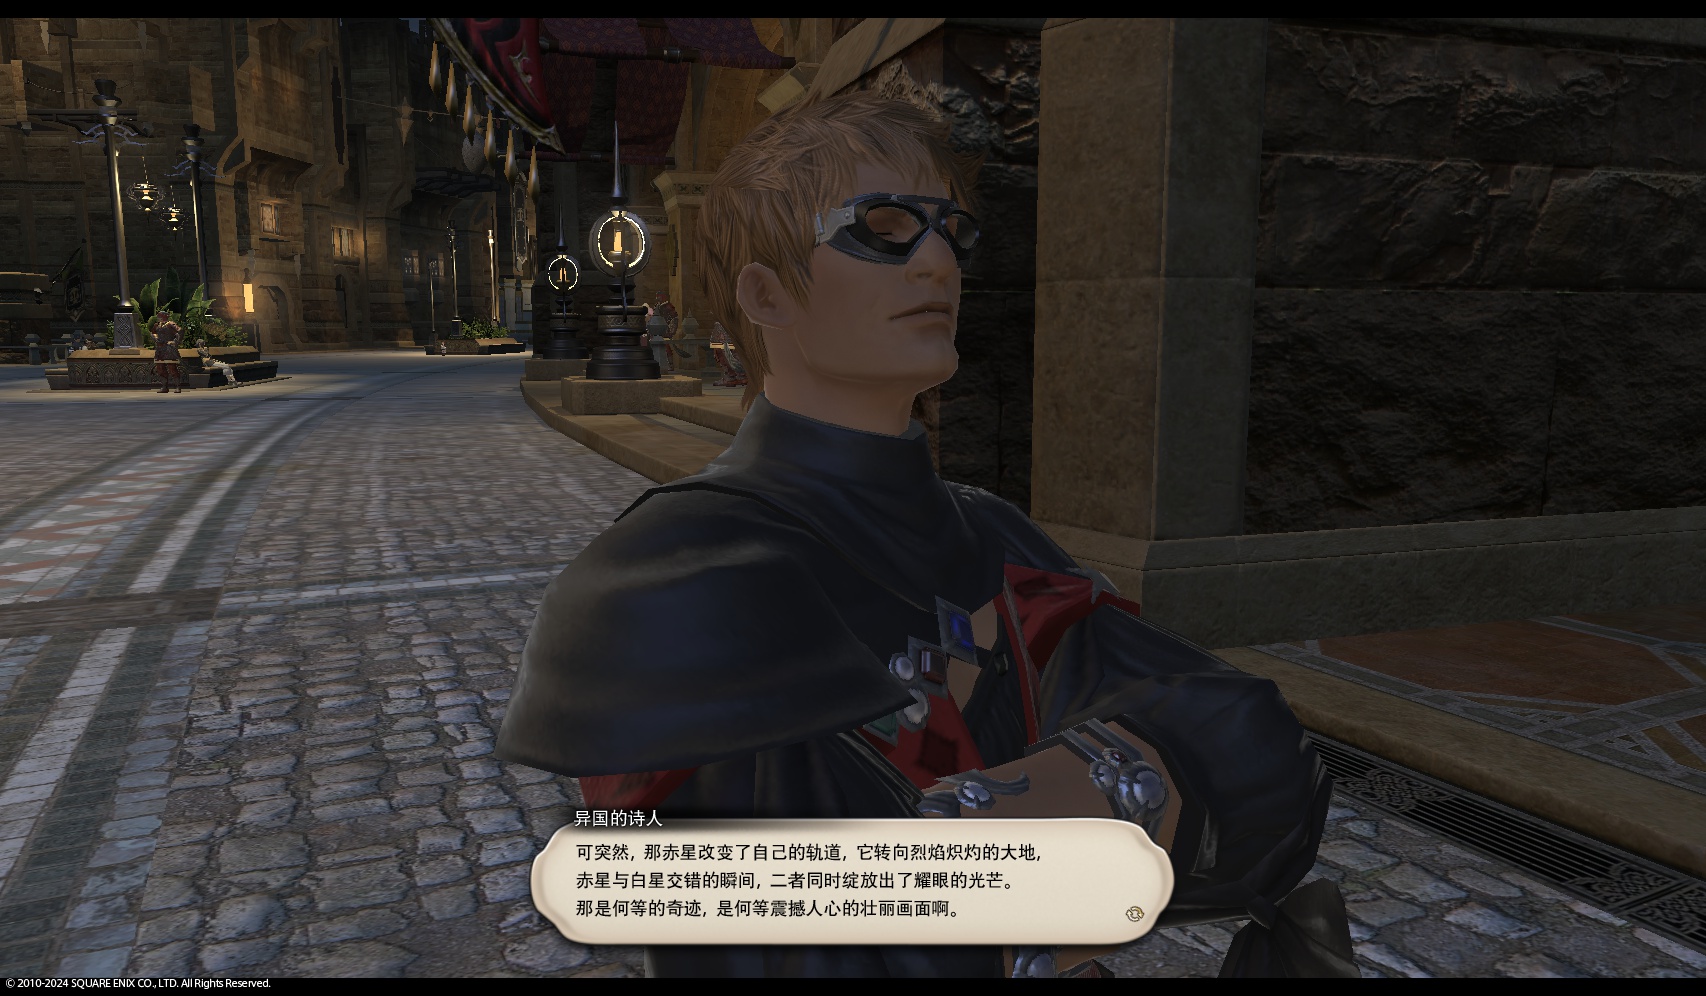 异国的诗人
可突然，那赤星改变了自己的轨道，它转向烈焰炽灼的大地，
赤星与白星交错的瞬间，二者同时绽放出了耀眼的光芒。
那是何等的奇迹，是何等震撼人心的壮丽画面啊。
© 2010-2024 SQUARE ENIX CO., LTD. All Rights Reserved.